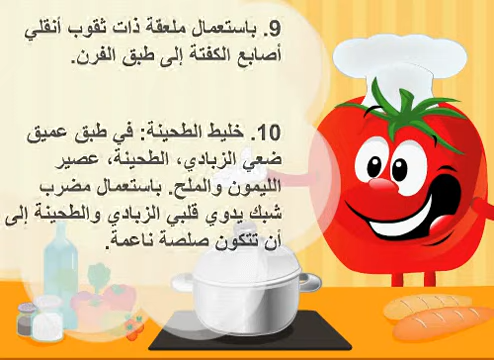 9. باستعمال ملعقة ذات ثقوب أنقلي
أصابع الكفتة إلى طبق الفرن.
10. خليط الطحينة: في طبق عميق
ضعي الزبادي، الطحينة، عصير
الليمون والملح. باستعمال مضرب
شبك يدوي قلبي الزبادي والطحينة إلى
أن تتكون صلصة ناعمة.